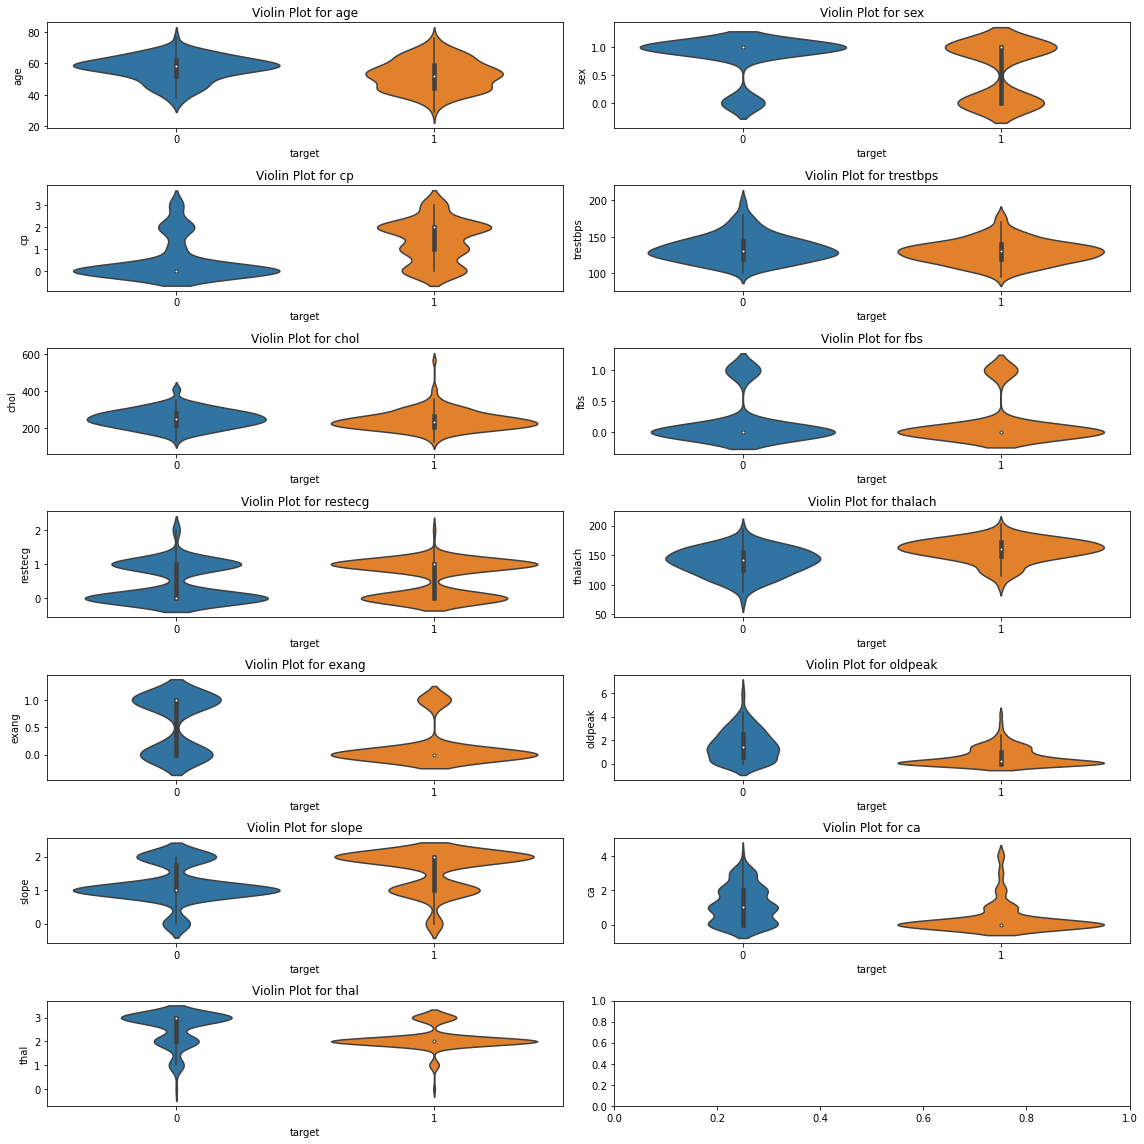 Violin Plot for age
80
60
40
20
age
0
1
target
Violin Plot for sex
1.0
0.5
0.0
sex
0
1
target
Violin Plot for cp
3
2
1
0
cp
0
1
target
Violin Plot for trestbps
200
150
100
trestbps
0
1
target
Violin Plot for chol
600
400
200
chol
0
1
target
Violin Plot for fbs
1.0
0.5
0.0
fbs
0
1
target
Violin Plot for restecg
2
1
0
restecg
0
1
target
Violin Plot for thalach
200
150
100
50
thalach
0
1
target
Violin Plot for exang
1.0
0.5
0.0
exang
0
1
target
Violin Plot for oldpeak
6
4
2
0
oldpeak
0
1
target
Violin Plot for slope
2
1
0
slope
0
1
target
Violin Plot for ca
4
2
0
ca
0
1
target
Violin Plot for thal
3
2
1
0
thal
0
1
target
1.0
0.8
0.6
0.4
0.2
0.0
0.0
0.2
0.4
0.6
0.8
1.0